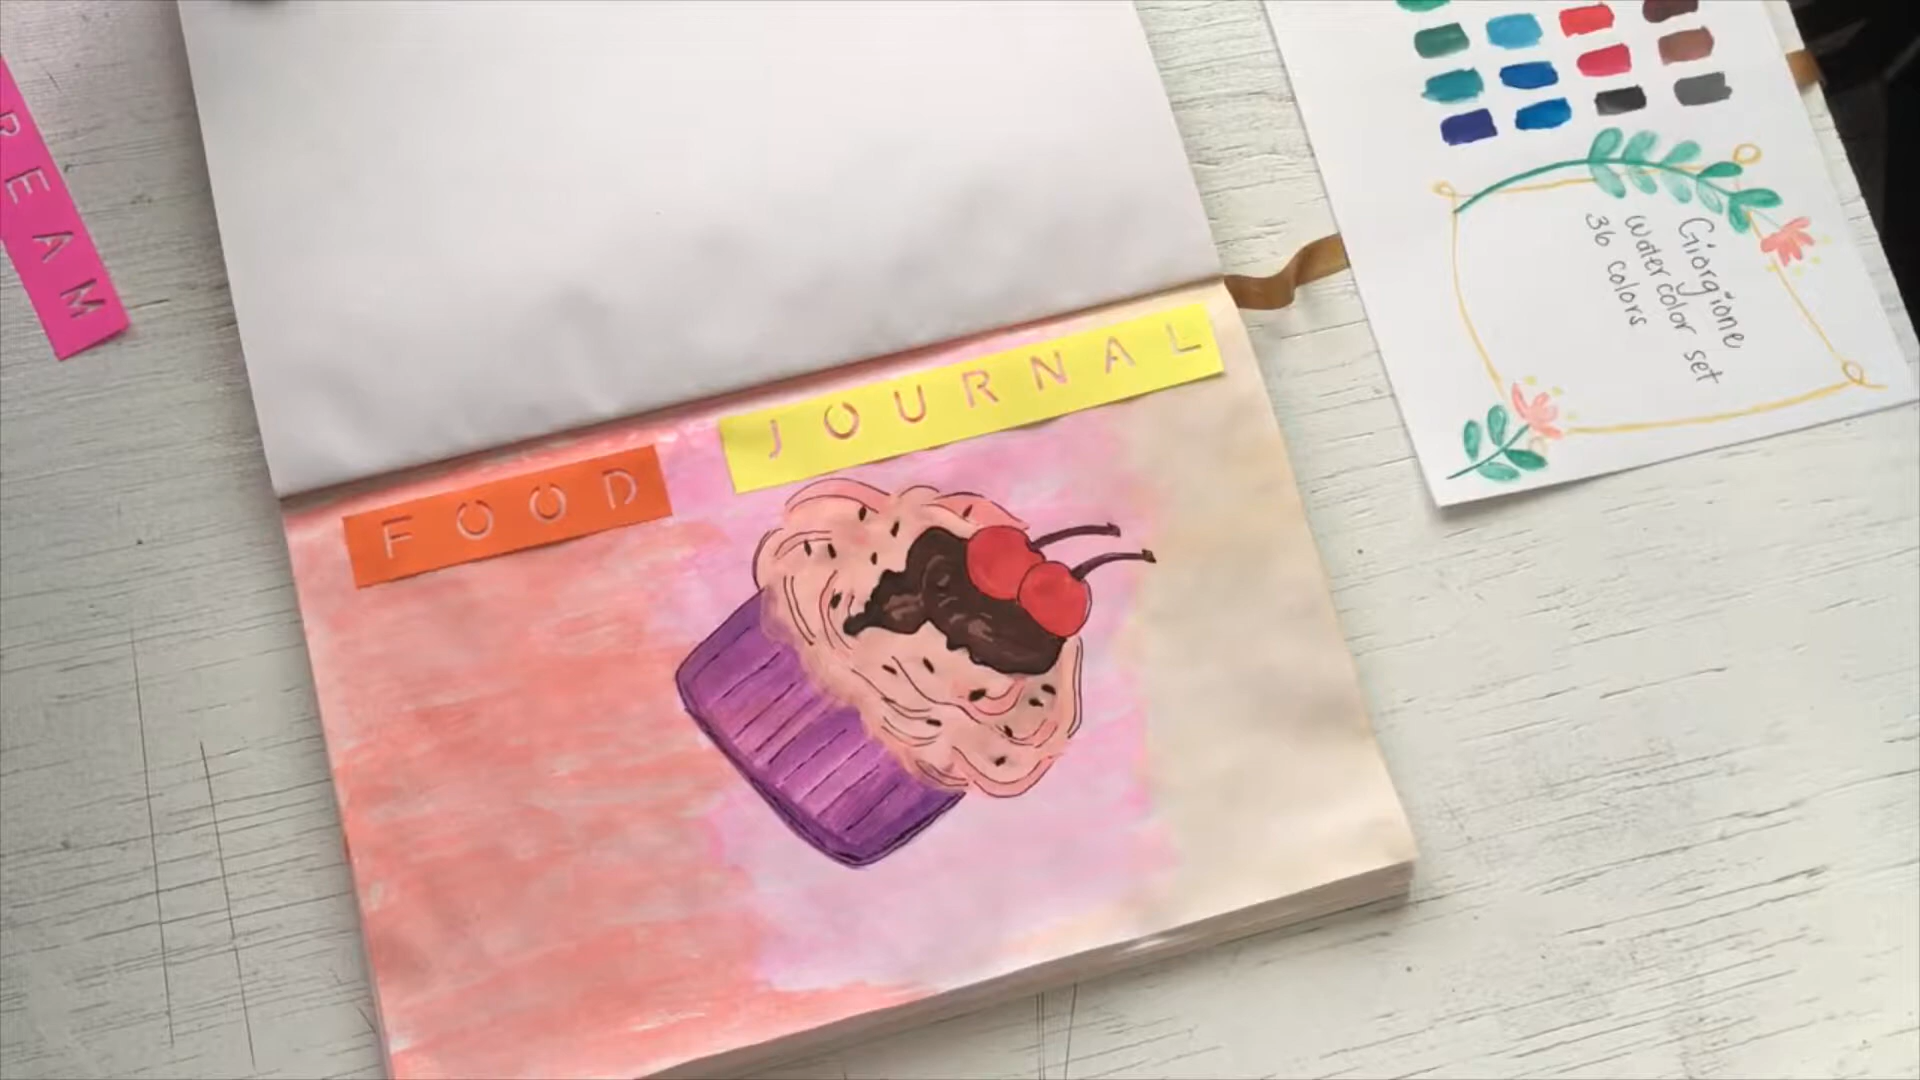 REAM
FOOD
JOURNAL
Giorgione
watercolor set
36 colors